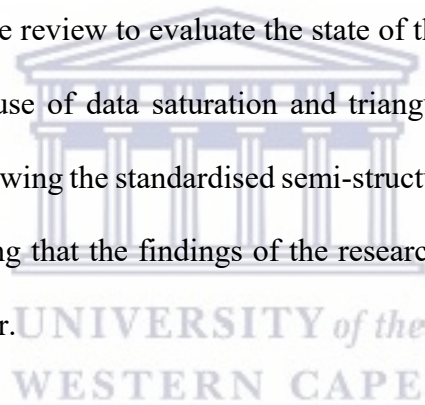 e review to evaluate the state of th
use of data saturation and triang
wing the standardised semi-struct
ng that the findings of the researc
r.
UNIVERSITY of the
WESTERN CAPE